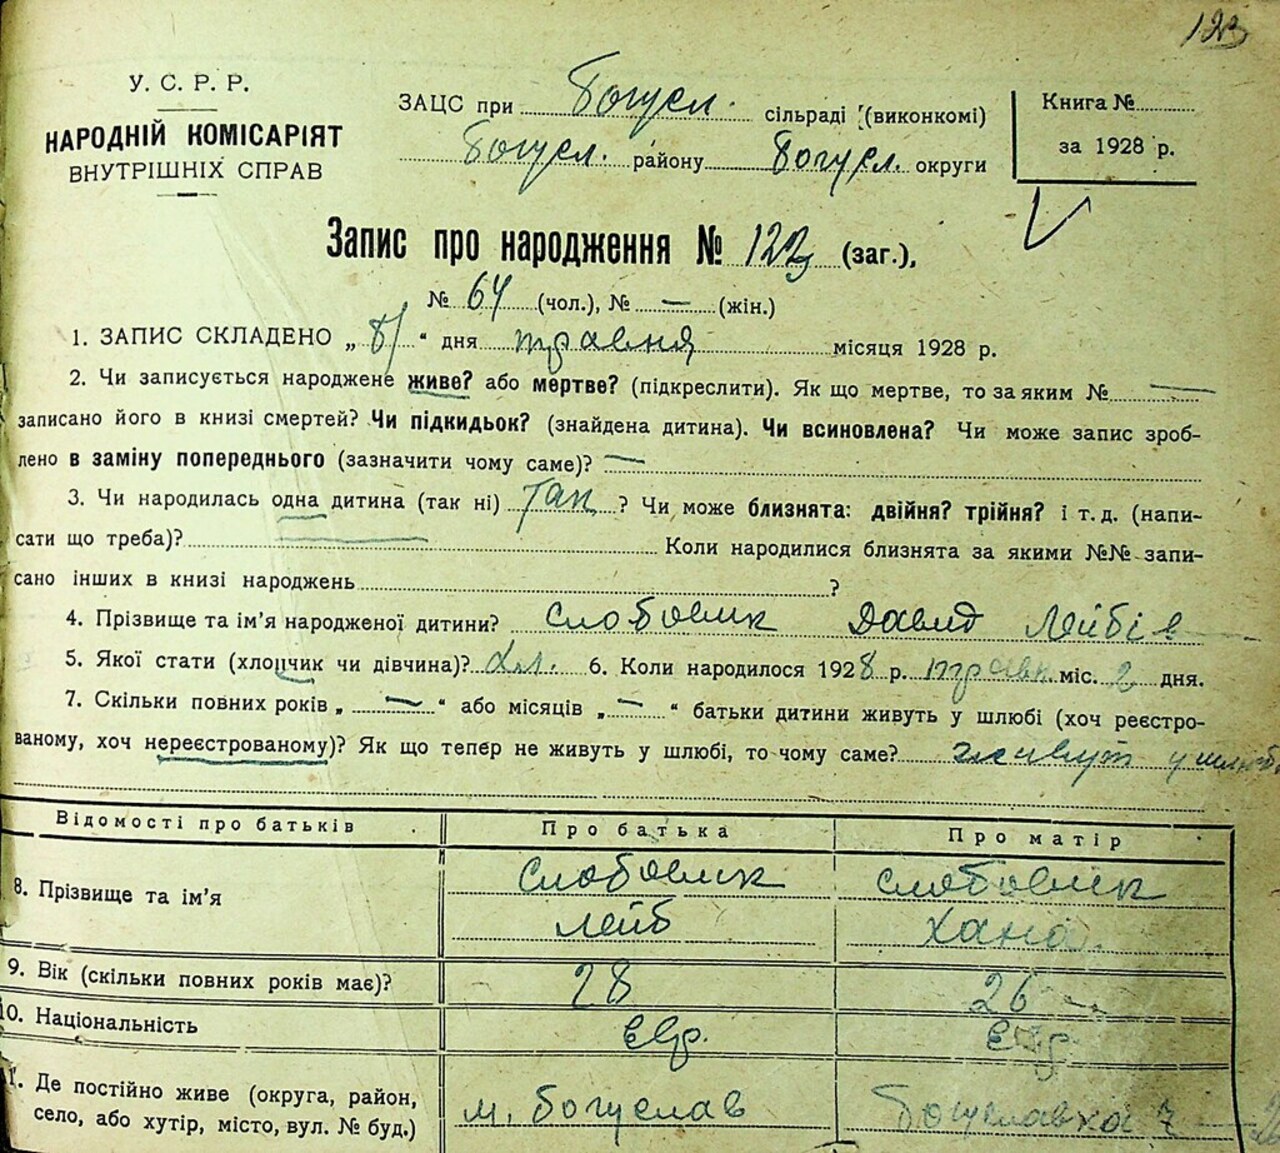 123
У. С. Р. Р.
НАРОДНІЙ КОМІСАРІЯТ
ВНУТРІШНІХ СПРАВ
ЗАЦС при Богусл. сільраді (виконкомі)
Богусл. району Богусл. округи
Книга №
за 1928 р.
Запис про народження № 123 (заг.),
№ 64 (чол.), № — (жін.)
1. ЗАПИС СКЛАДЕНО „ “ дня травня місяця 1928 р.
2. Чи записується народжене живе? або мертве? (підкреслити). Як що мертве, то за яким № —
записано його в книзі смертей? Чи підкидьок? (знайдена дитина). Чи всиновлена? Чи може запис зроб-
лено в заміну попереднього (зазначити чому саме)? —
3. Чи народилась одна дитина (так ні) так ? Чи може близнята: двійня? трійня? і т. д. (напи-
сати що треба)? Коли народилися близнята за якими №№ запи-
сано інших в книзі народжень ?
4. Прізвище та ім’я народженої дитини? Слободник Давид Лейбів
5. Якої стати (хлопчик чи дівчина)? хл. 6. Коли народилося 1928 р. травн. міс. 2 дня.
7. Скільки повних років „ — “ або місяців „ — “ батьки дитини живуть у шлюбі (хоч реєстро-
ваному, хоч нереєстрованому)? Як що тепер не живуть у шлюбі, то чому саме? живут у шлюбі
Відомості про батьків Про батька Про матір
8. Прізвище та ім’я Слободник Слободник
Лейб Хана
9. Вік (скільки повних років має)? 28 26
10. Національність Євр. Євр
11. Де постійно живе (округа, район, м. Богуслав Богуславка 7
село, або хутір, місто, вул. № буд.)